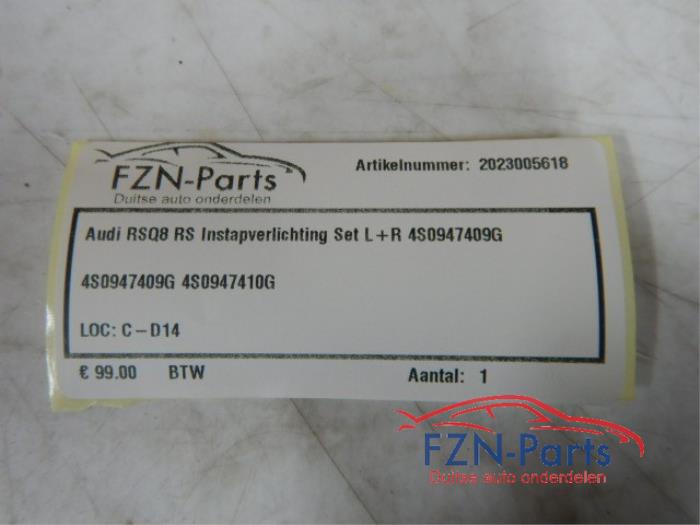 FZN-Parts
Duitse auto onderdelen
Artikelnummer: 2023005618
Audi RSQ8 RS Instapverlichting Set L+R 4S0947409G
4S0947409G 4S0947410G
LOC: C-D14
€ 99.00 BTW Aantal: 1
FZN-Parts
Duitse auto onderdelen